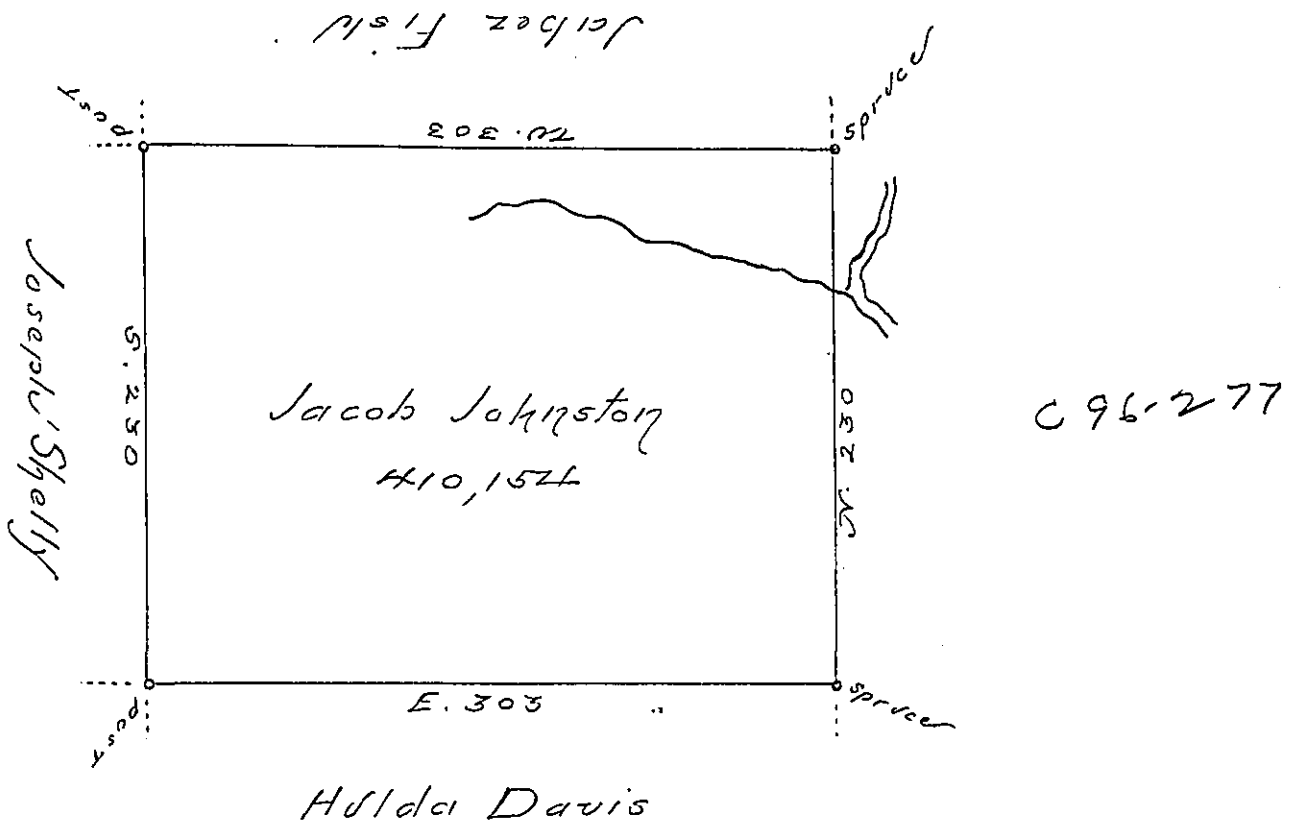 Jabez Fish
Post
Spruce
W. 303
Joseph Shelly
S. 230
Jacob Johnston
410,154
N. 230
C 96-277
Post
E. 303
Spruce
Hulda Davis